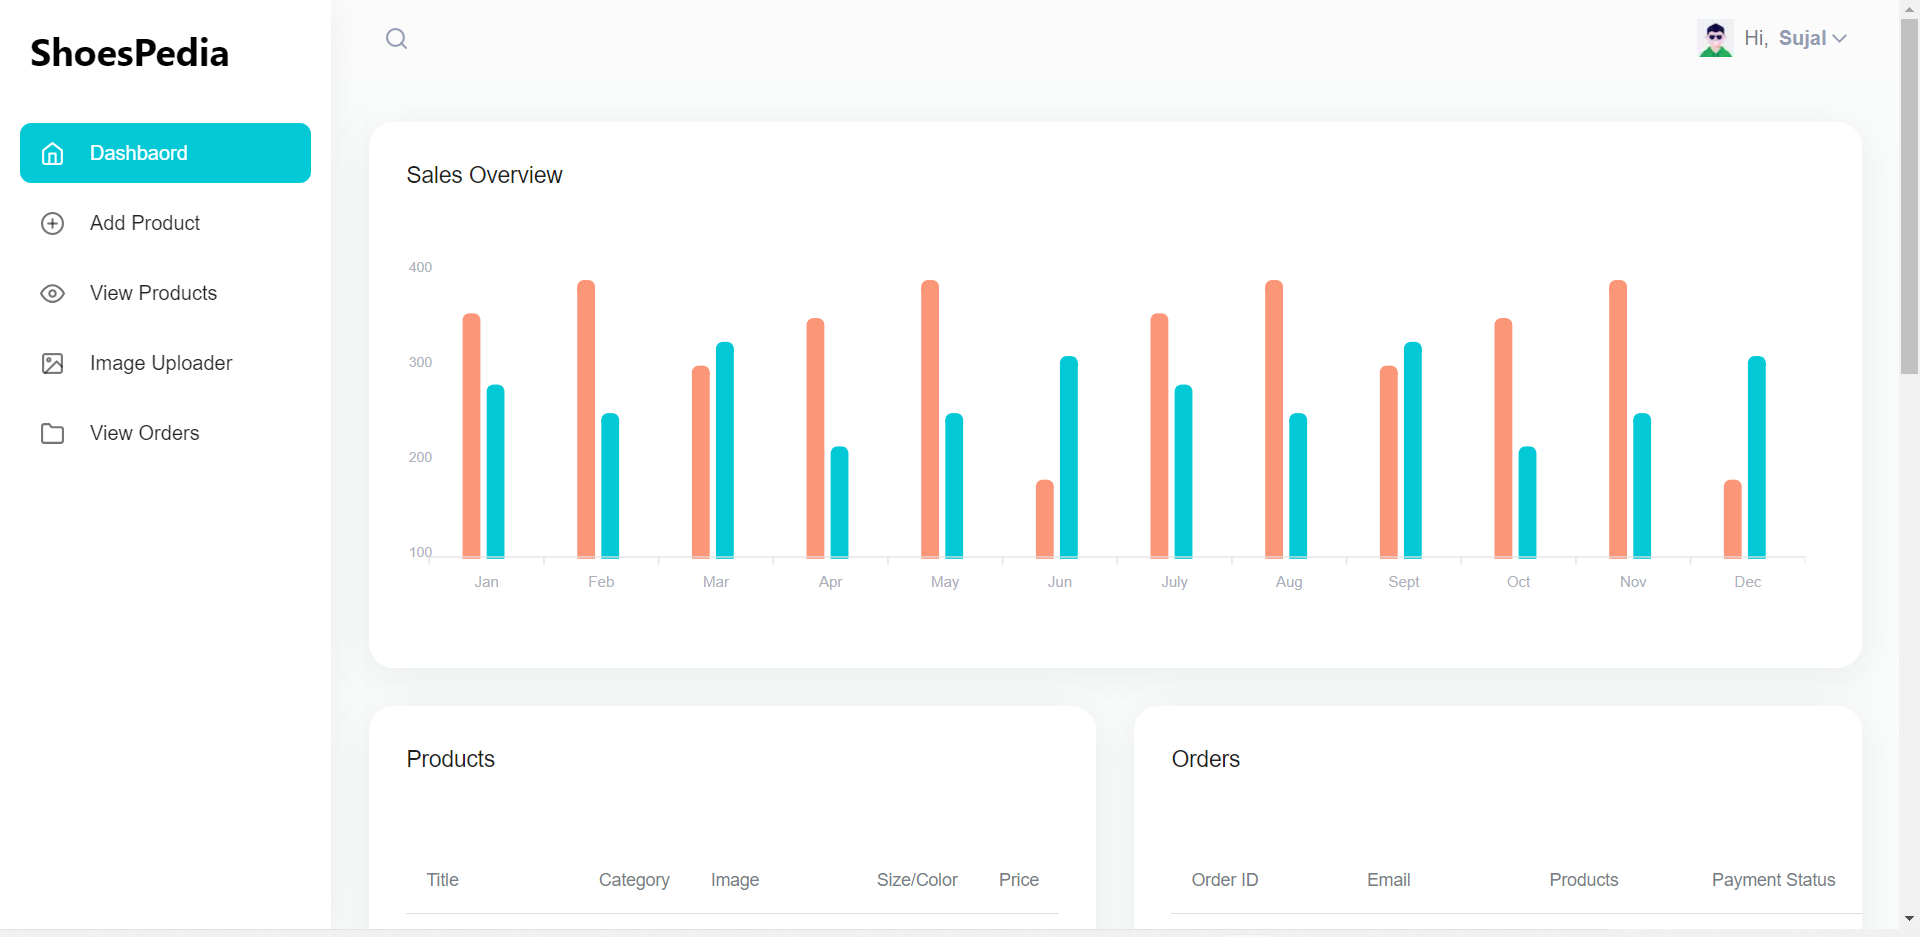 ShoesPedia
Hi, Sujal
Dashbaord
Add Product
View Products
Image Uploader
View Orders
Sales Overview
400
300
200
100
Jan Feb Mar Apr May Jun July Aug Sept Oct Nov Dec
Products
Title Category Image Size/Color Price
Orders
Order ID Email Products Payment Status